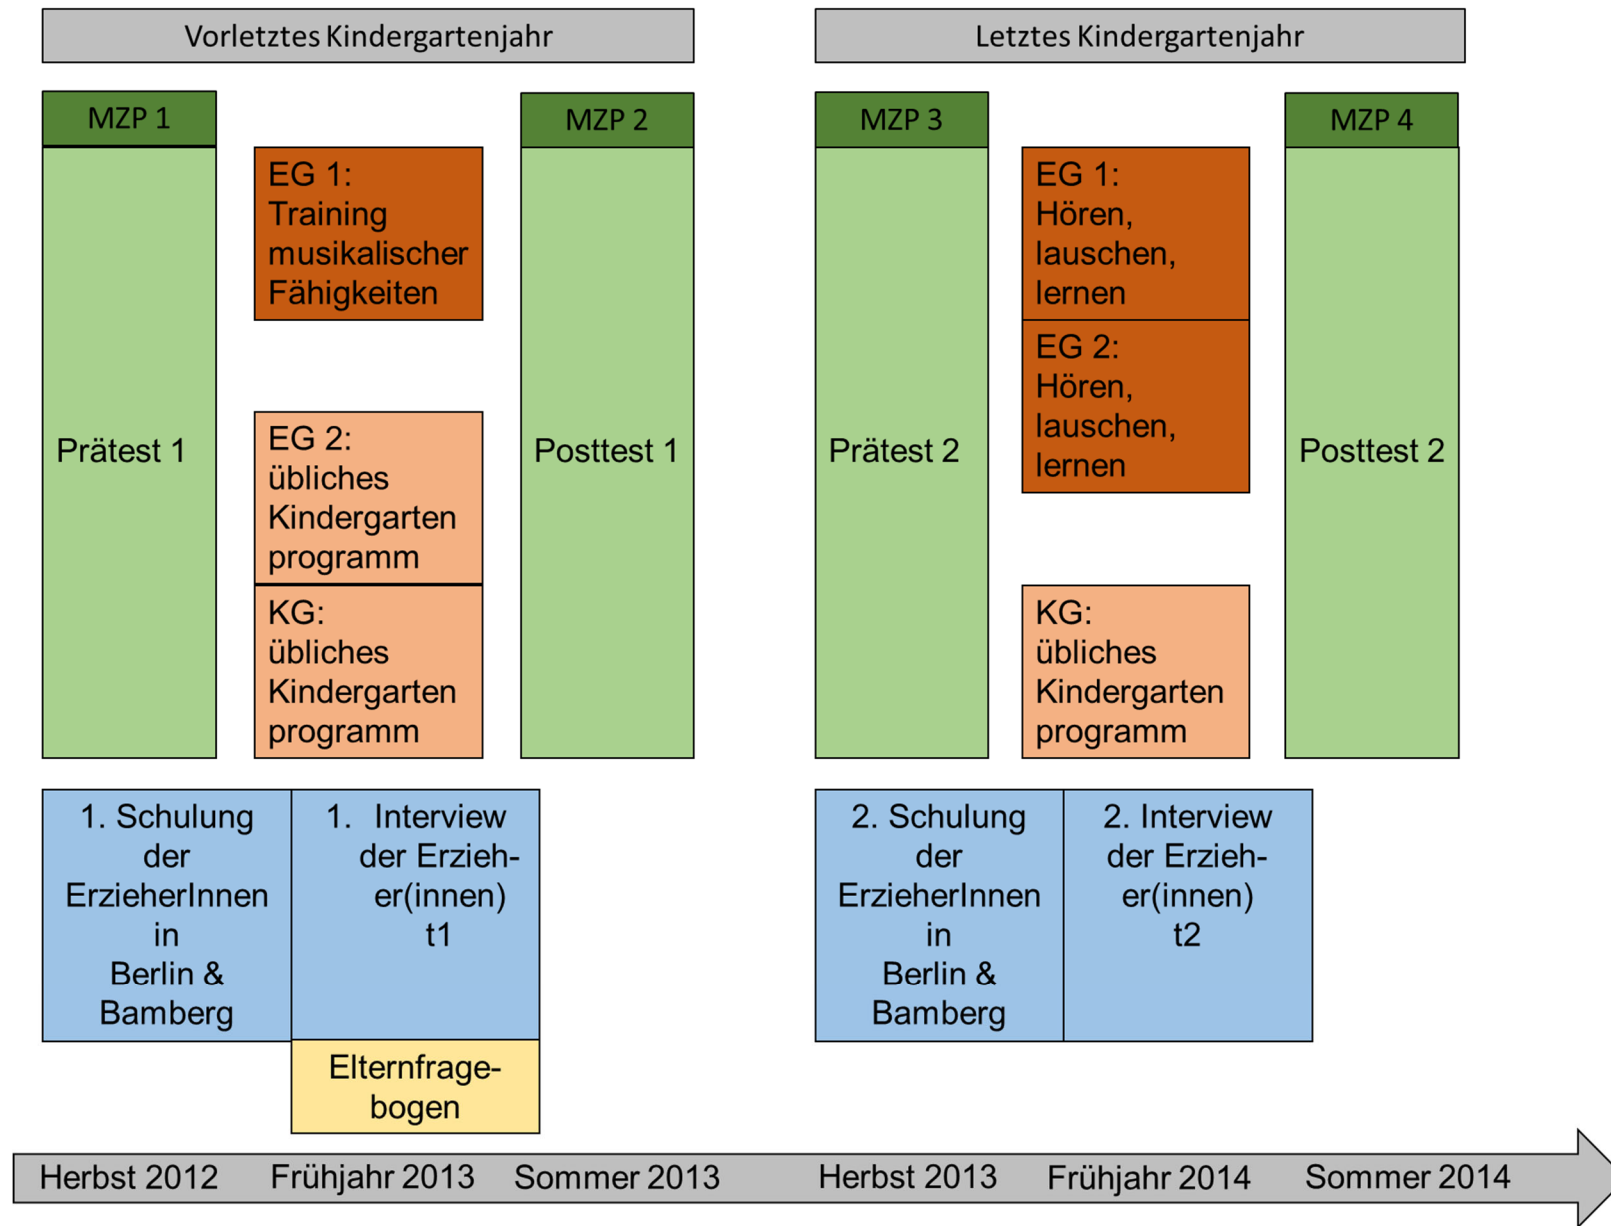 Vorletztes Kindergartenjahr
Letztes Kindergartenjahr
MZP 1
Prätest 1
EG 1:
Training
musikalischer
Fähigkeiten
EG 2:
übliches
Kindergarten
programm
KG:
übliches
Kindergarten
programm
MZP 2
Posttest 1
MZP 3
Prätest 2
EG 1:
Hören,
lauschen,
lernen
EG 2:
Hören,
lauschen,
lernen
KG:
übliches
Kindergarten
programm
MZP 4
Posttest 2
1. Schulung
der
ErzieherInnen
in
Berlin &
Bamberg
1. Interview
der Erzieh-
er(innen)
t1
Elternfrage-
bogen
2. Schulung
der
ErzieherInnen
in
Berlin &
Bamberg
2. Interview
der Erzieh-
er(innen)
t2
Herbst 2012
Frühjahr 2013
Sommer 2013
Herbst 2013
Frühjahr 2014
Sommer 2014